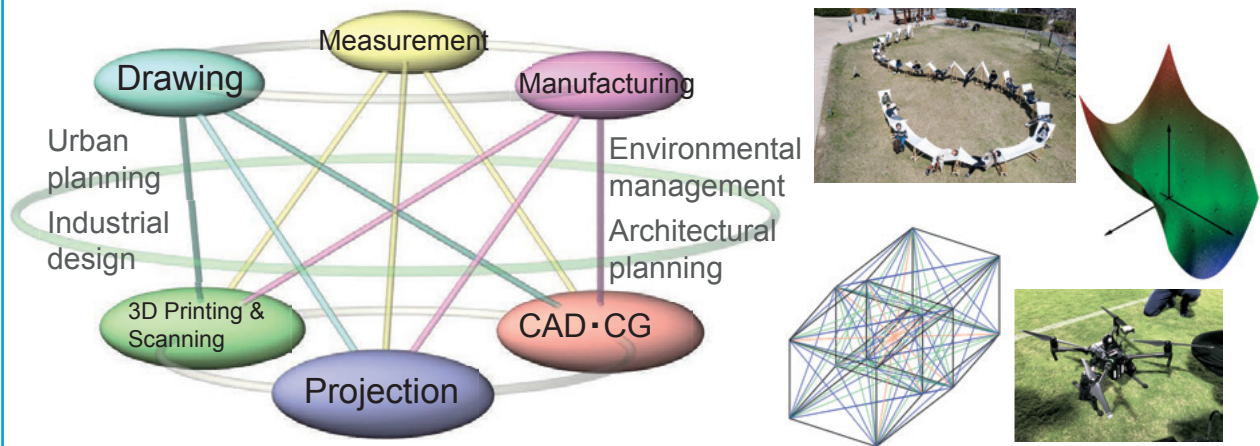 Measurement
Drawing
Manufacturing
Urban
planning
Industrial
design
Environmental
management
Architectural
planning
3D Printing &
Scanning
CAD・CG
Projection